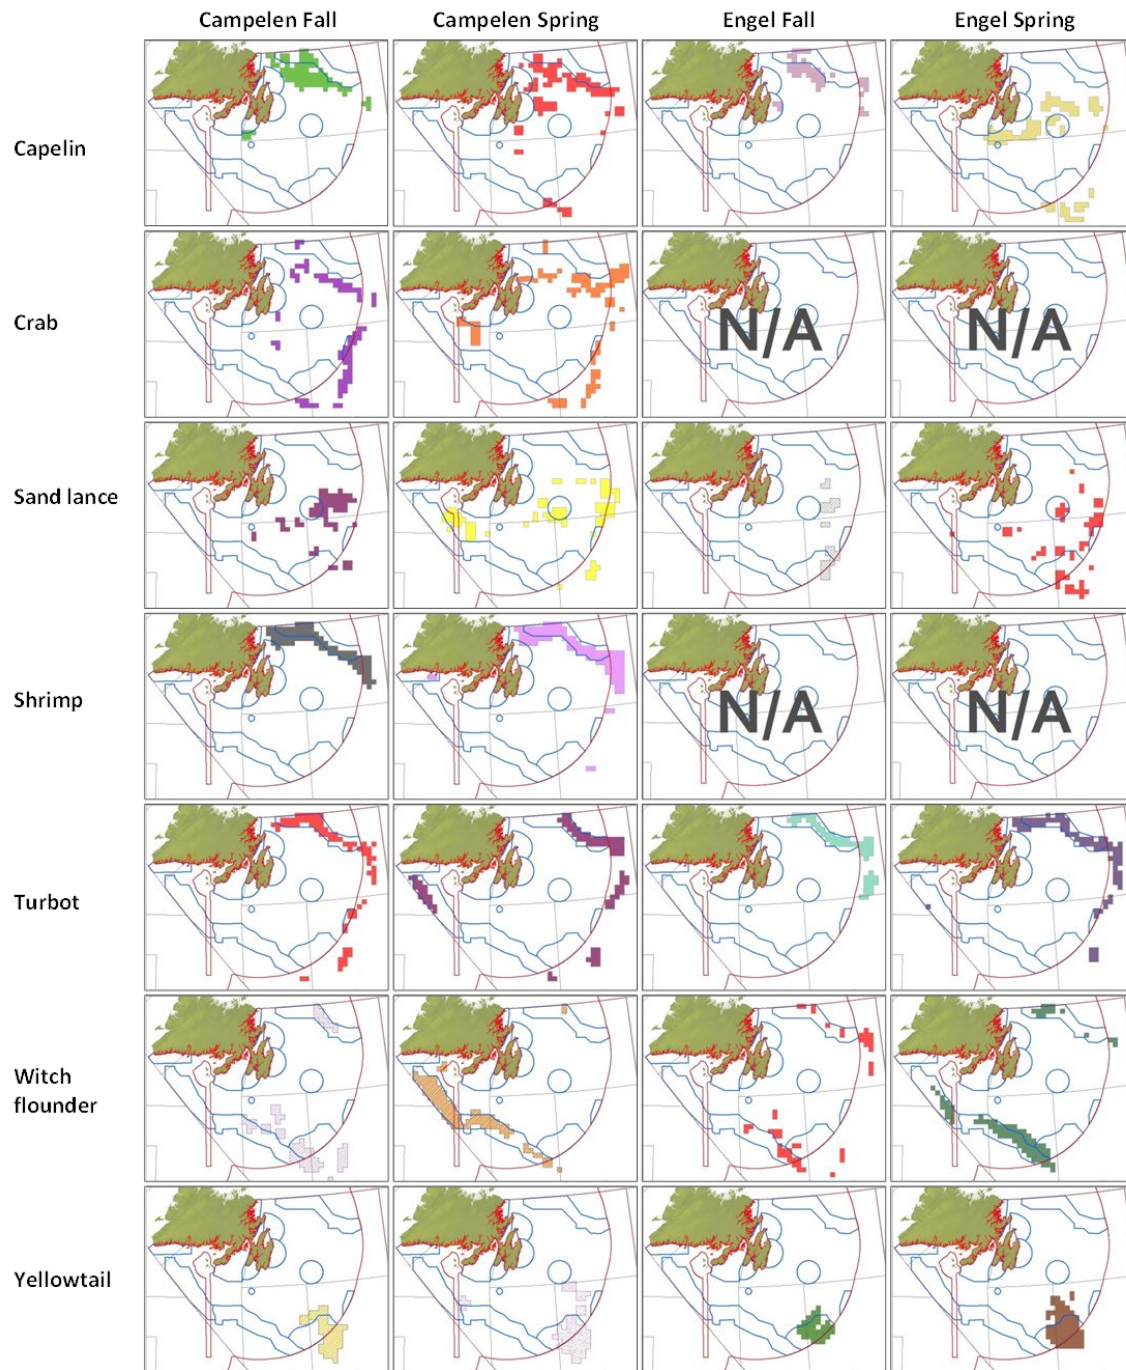 Campelen Fall Campelen Spring Engel Fall Engel Spring
Capelin
Crab
N/A N/A
Sand lance
Shrimp
N/A N/A
Turbot
Witch
flounder
Yellowtail